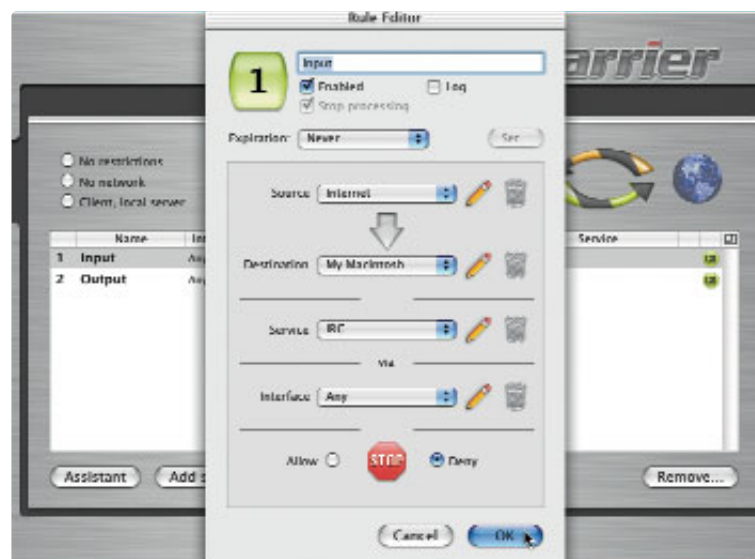 Rule Editor
arrier
1
Input
Enabled
Log
Stop processing
Expiration: Never
Set
No restrictions
No network
Client, local server
Source Internet
Name
Service
1 Input
2 Output
Destination My Macintosh
Service IRC
via
Interface Any
Allow
STOP
Deny
Assistant
Add
Remove...
Cancel
OK